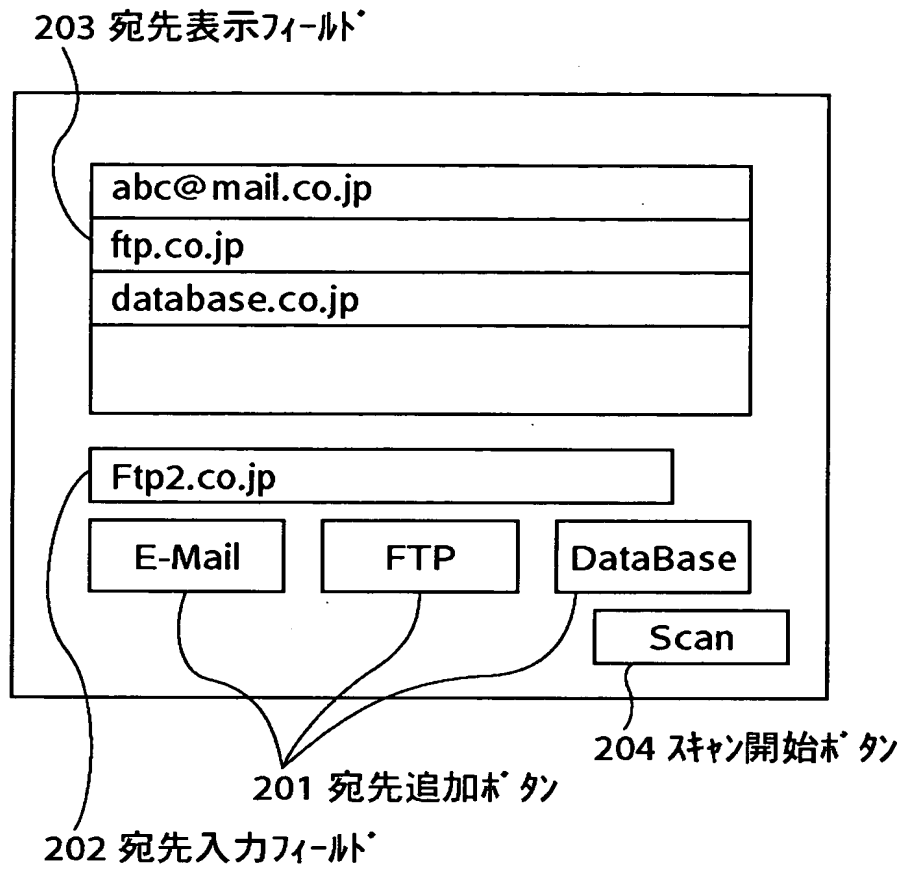 203 宛先表示ﾌｨｰﾙﾄﾞ
abc@mail.co.jp
ftp.co.jp
database.co.jp
Ftp2.co.jp
E-Mail FTP DataBase
Scan
204 ｽｷｬﾝ開始ﾎﾞﾀﾝ
201 宛先追加ﾎﾞﾀﾝ
202 宛先入力ﾌｨｰﾙﾄﾞ